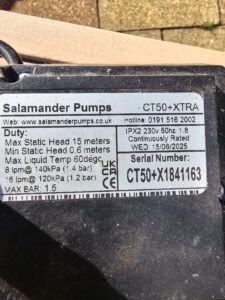 Salamander Pumps CT50+XTRA
Web: www.salamanderpumps.co.uk Hotline: 0191 516 2002
Duty:
Max Static Head 15 meters
Min Static Head 0.6 meters
Max Liquid Temp 60degc
8 lpm@ 140kPa (1.4 bar)
16 lpm@ 120kPa (1.2 bar)
MAX BAR: 1.5
UKCA
IPX2 230v 50hz 1.8
Continuously Rated
WED: 15/08/2025
Serial Number:
CT50+X1841163